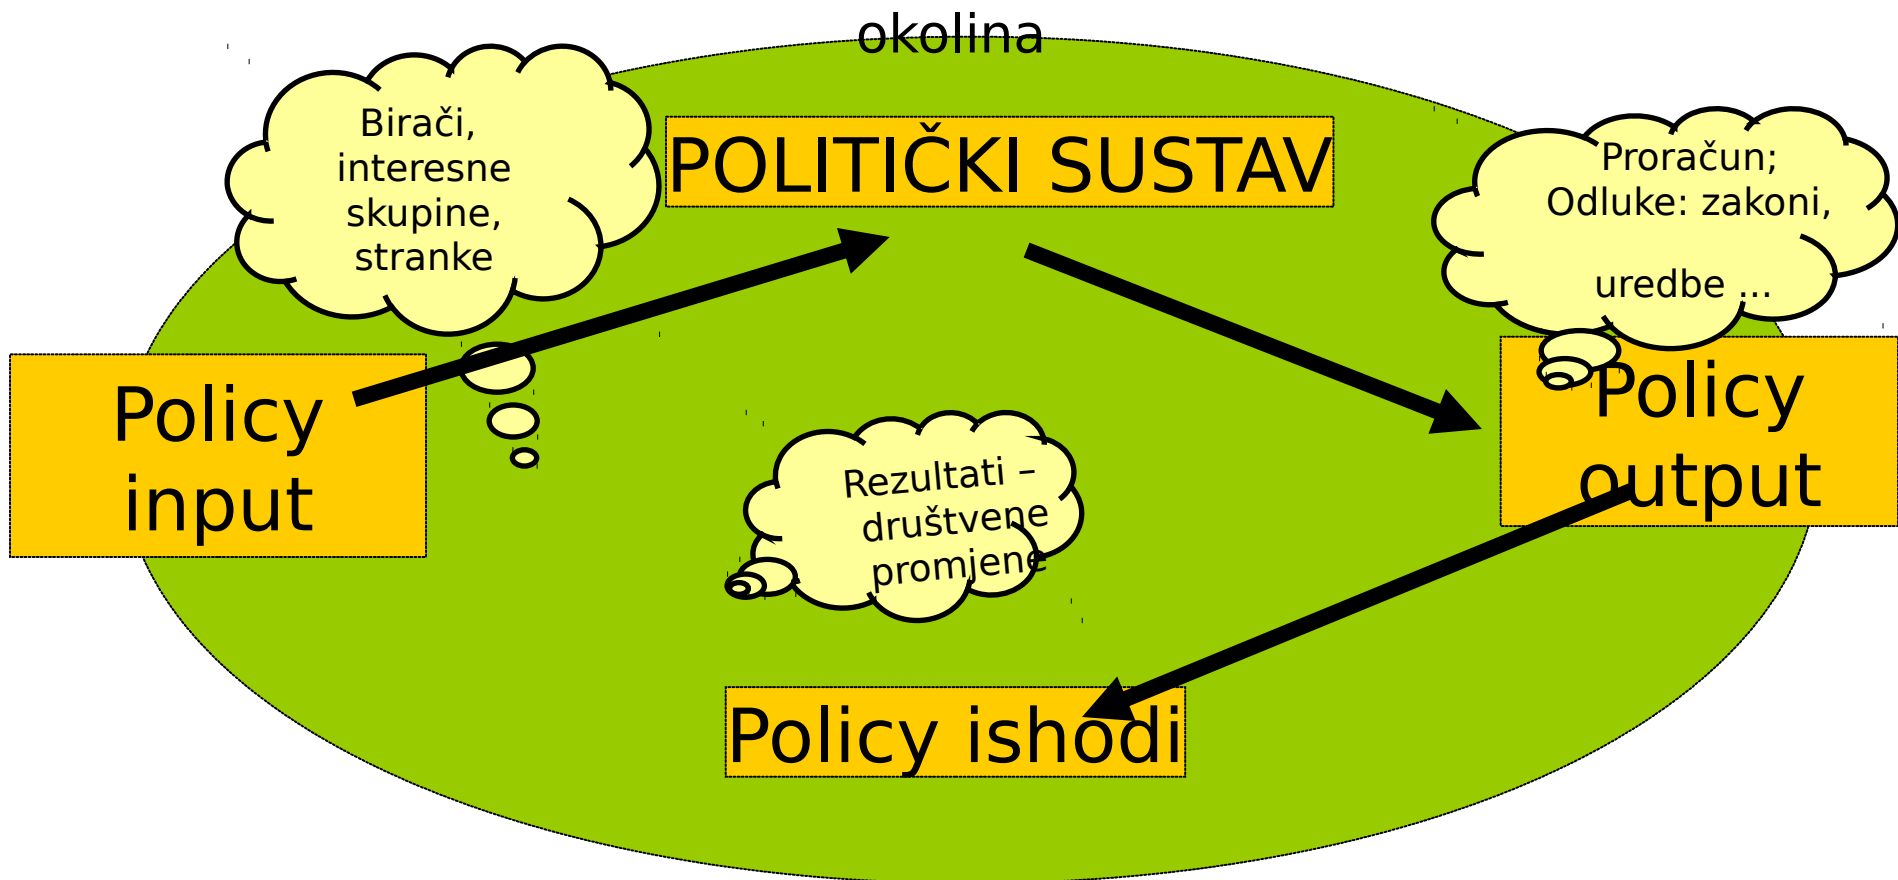 okolina
Birači,
interesne
skupine,
stranke
POLITIČKI SUSTAV
Proračun;
Odluke: zakoni,
uredbe ...
Policy
input
Policy
output
Rezultati –
društvene
promjene
Policy ishodi